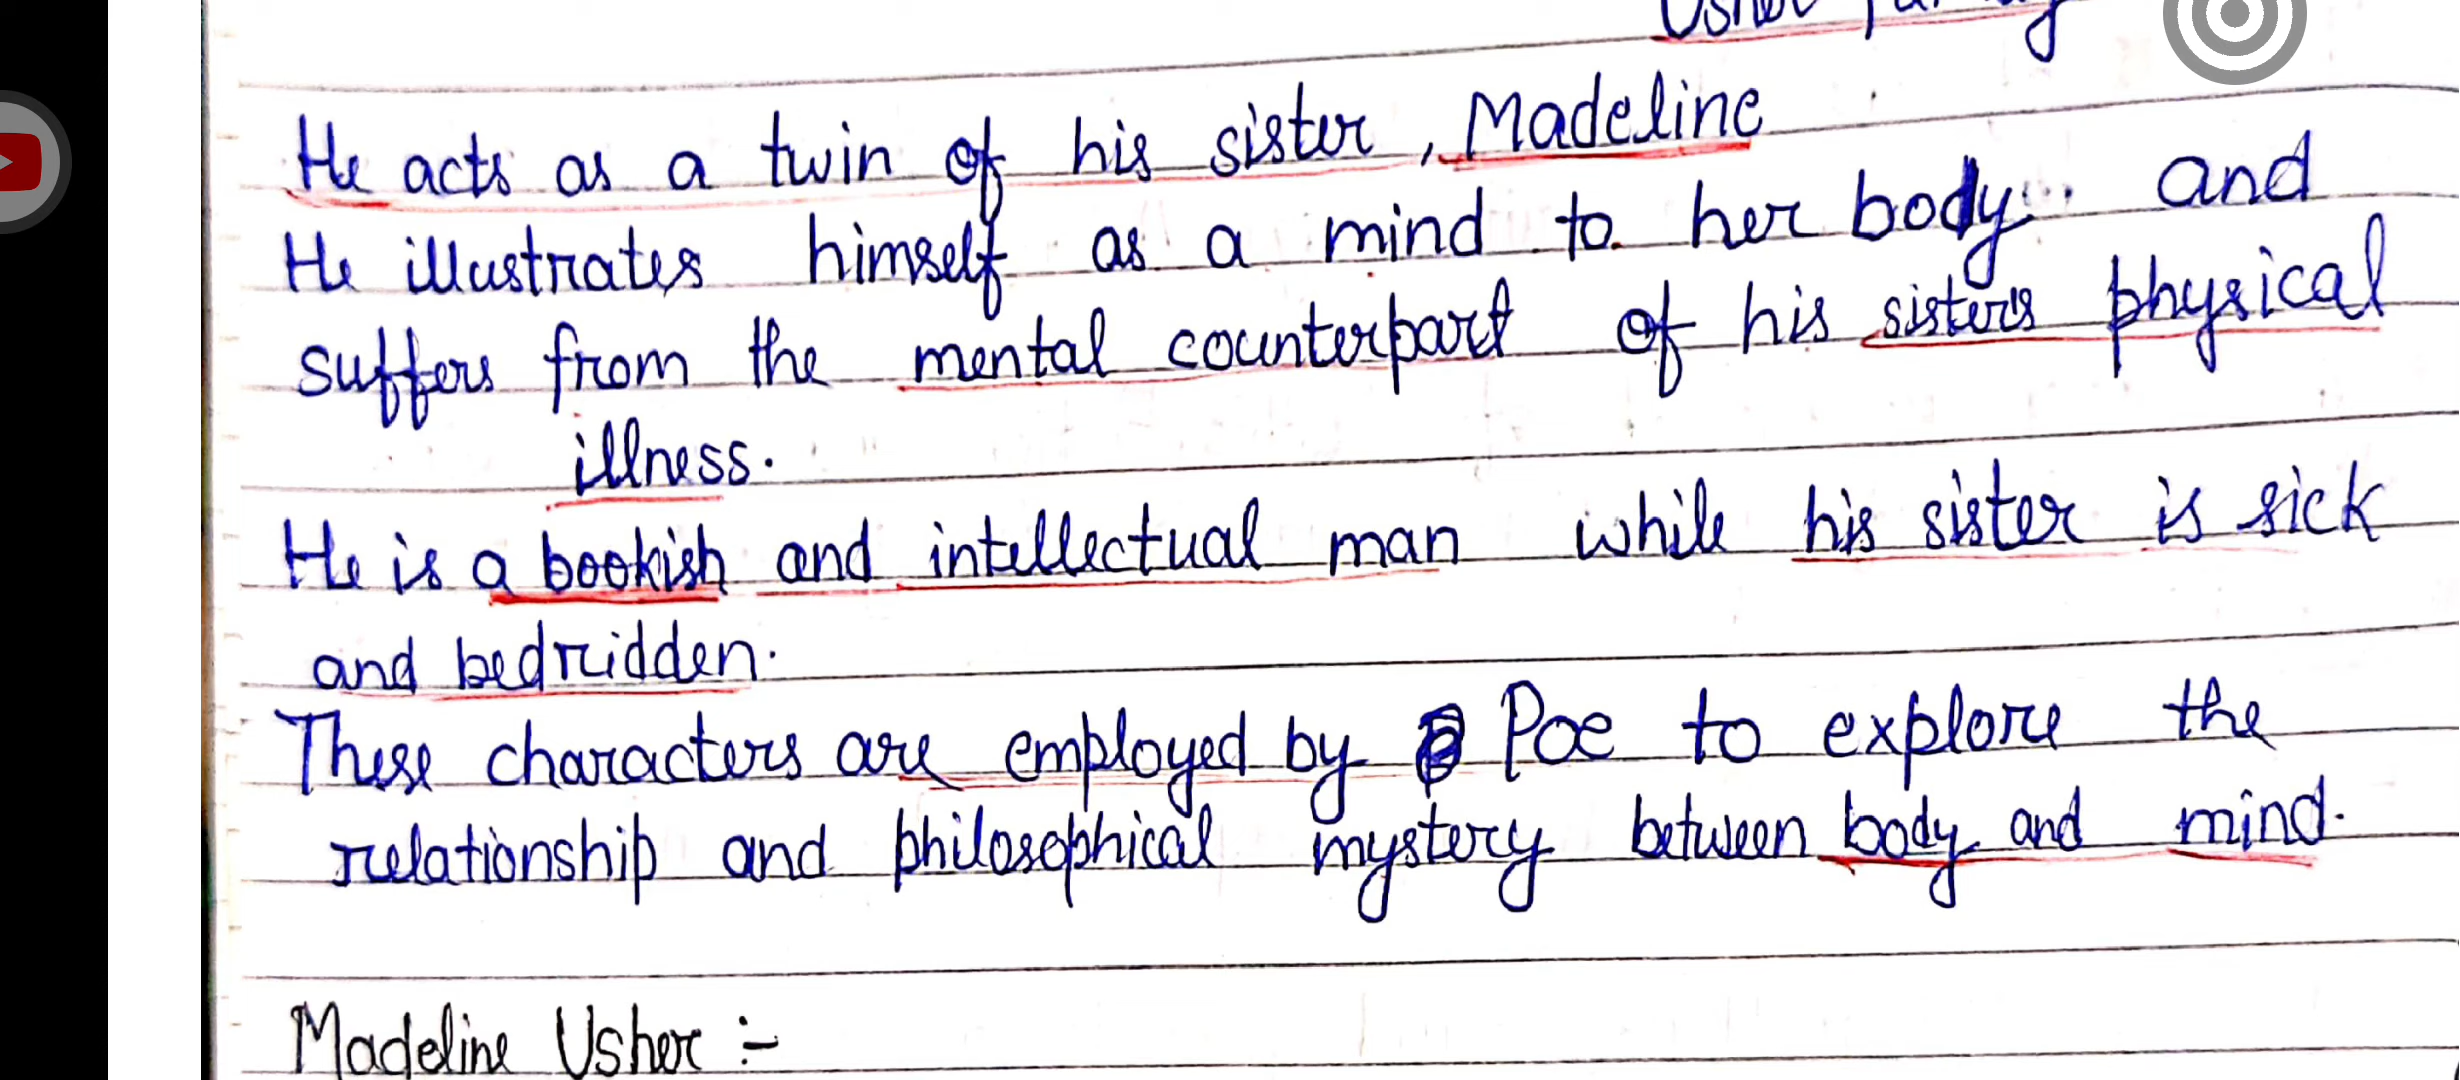 Usher family
He acts as a twin of his sister, Madeline
He illustrates himself as a mind to her body. and
suffers from the mental counterpart of his sister's physical
illness.
He is a bookish and intellectual man while his sister is sick
and bedridden.
These characters are employed by Poe to explore the
relationship and philosophical mystery between body and mind.
Madeline Usher :-